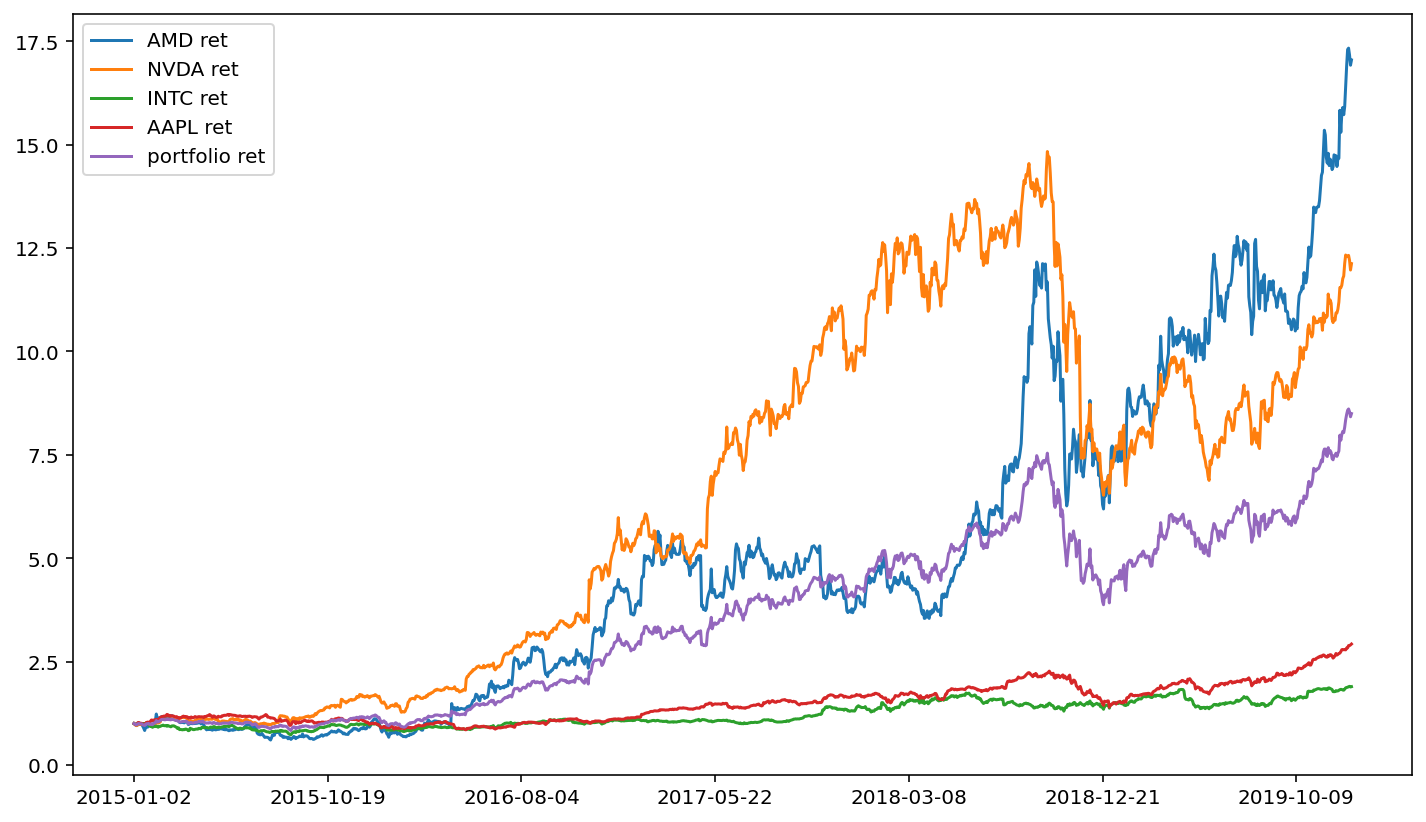 17.5
15.0
12.5
10.0
7.5
5.0
2.5
0.0
AMD ret
NVDA ret
INTC ret
AAPL ret
portfolio ret
2015-01-02 2015-10-19 2016-08-04 2017-05-22 2018-03-08 2018-12-21 2019-10-09